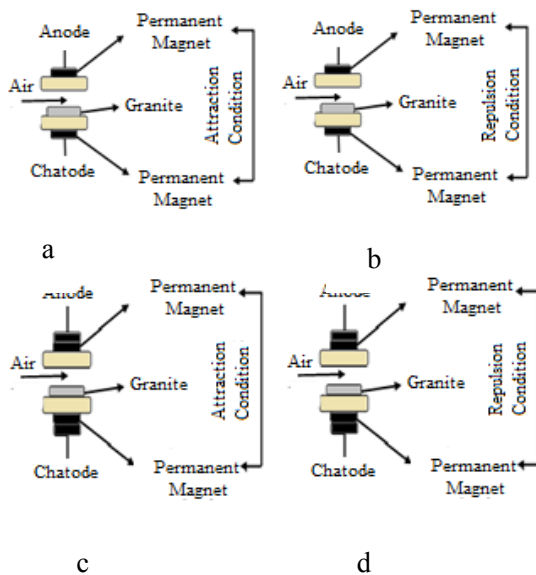 Anode
Permanent
Magnet
Air
Granite
Attraction
Condition
Chatode
Permanent
Magnet
a
Anode
Permanent
Magnet
Air
Granite
Repulsion
Condition
Chatode
Permanent
Magnet
b
Anode
Permanent
Magnet
Air
Granite
Attraction
Condition
Chatode
Permanent
Magnet
c
Anode
Permanent
Magnet
Air
Granite
Repulsion
Condition
Chatode
Permanent
Magnet
d